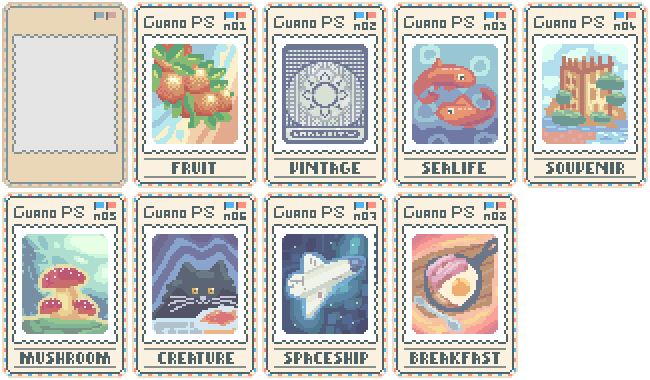 Guano PS n01
FRUIT
Guano PS n02
VINTAGE
Guano PS n03
SEALIFE
Guano PS n04
SOUVENIR
Guano PS n05
MUSHROOM
Guano PS n06
CREATURE
Guano PS n07
SPACESHIP
Guano PS n08
BREAKFAST